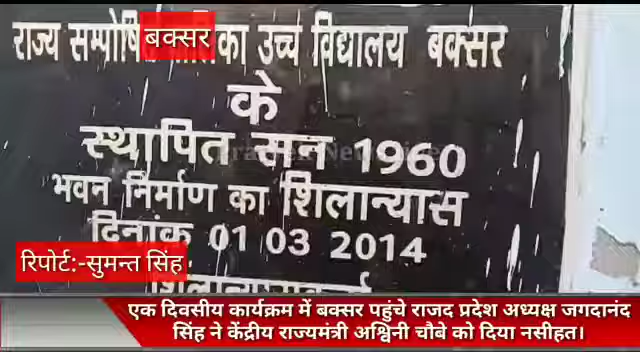 राज्य सम्पोषि का उच्च विद्यालय बक्सर
बक्सर
के
स्थापित सन 1960
भवन निर्माण का शिलान्यास
दिनांक 01 03 2014
रिपोर्ट:-सुमन्त सिंह
एक दिवसीय कार्यक्रम में बक्सर पहुंचे राजद प्रदेश अध्यक्ष जगदानंद
सिंह ने केंद्रीय राज्यमंत्री अश्विनी चौबे को दिया नसीहत।